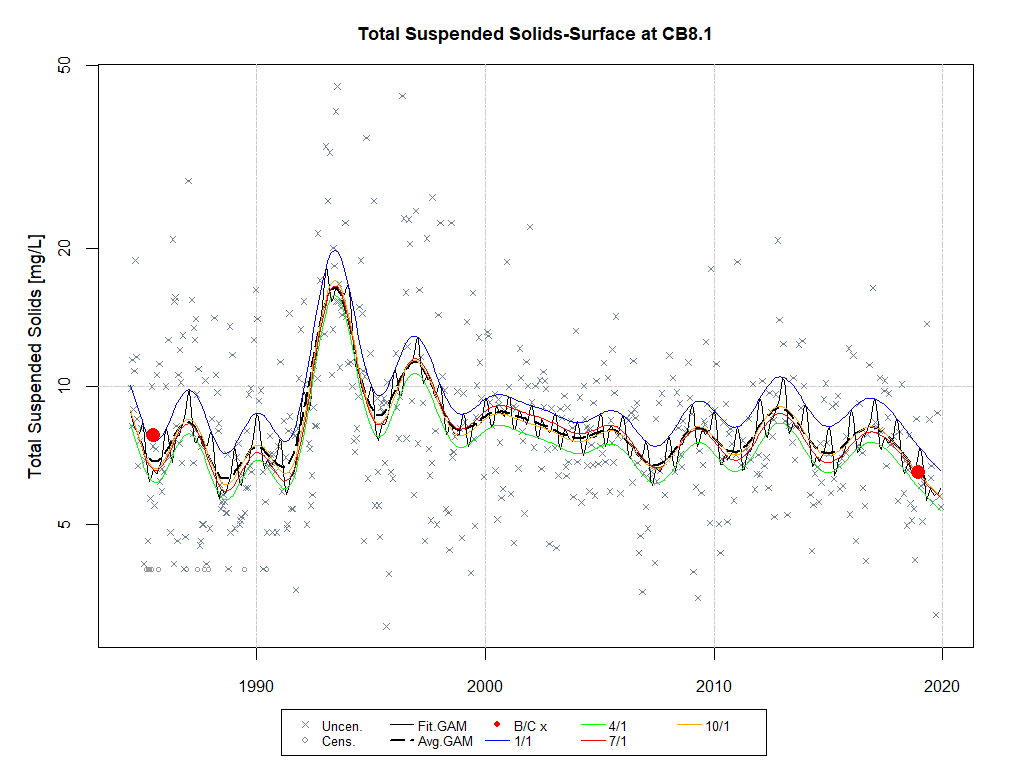 Total Suspended Solids-Surface at CB8.1
Total Suspended Solids [mg/L]
50
20
10
5
1990 2000 2010 2020
Uncen. Fit.GAM B/C x 4/1 10/1
Cens. Avg.GAM 1/1 7/1